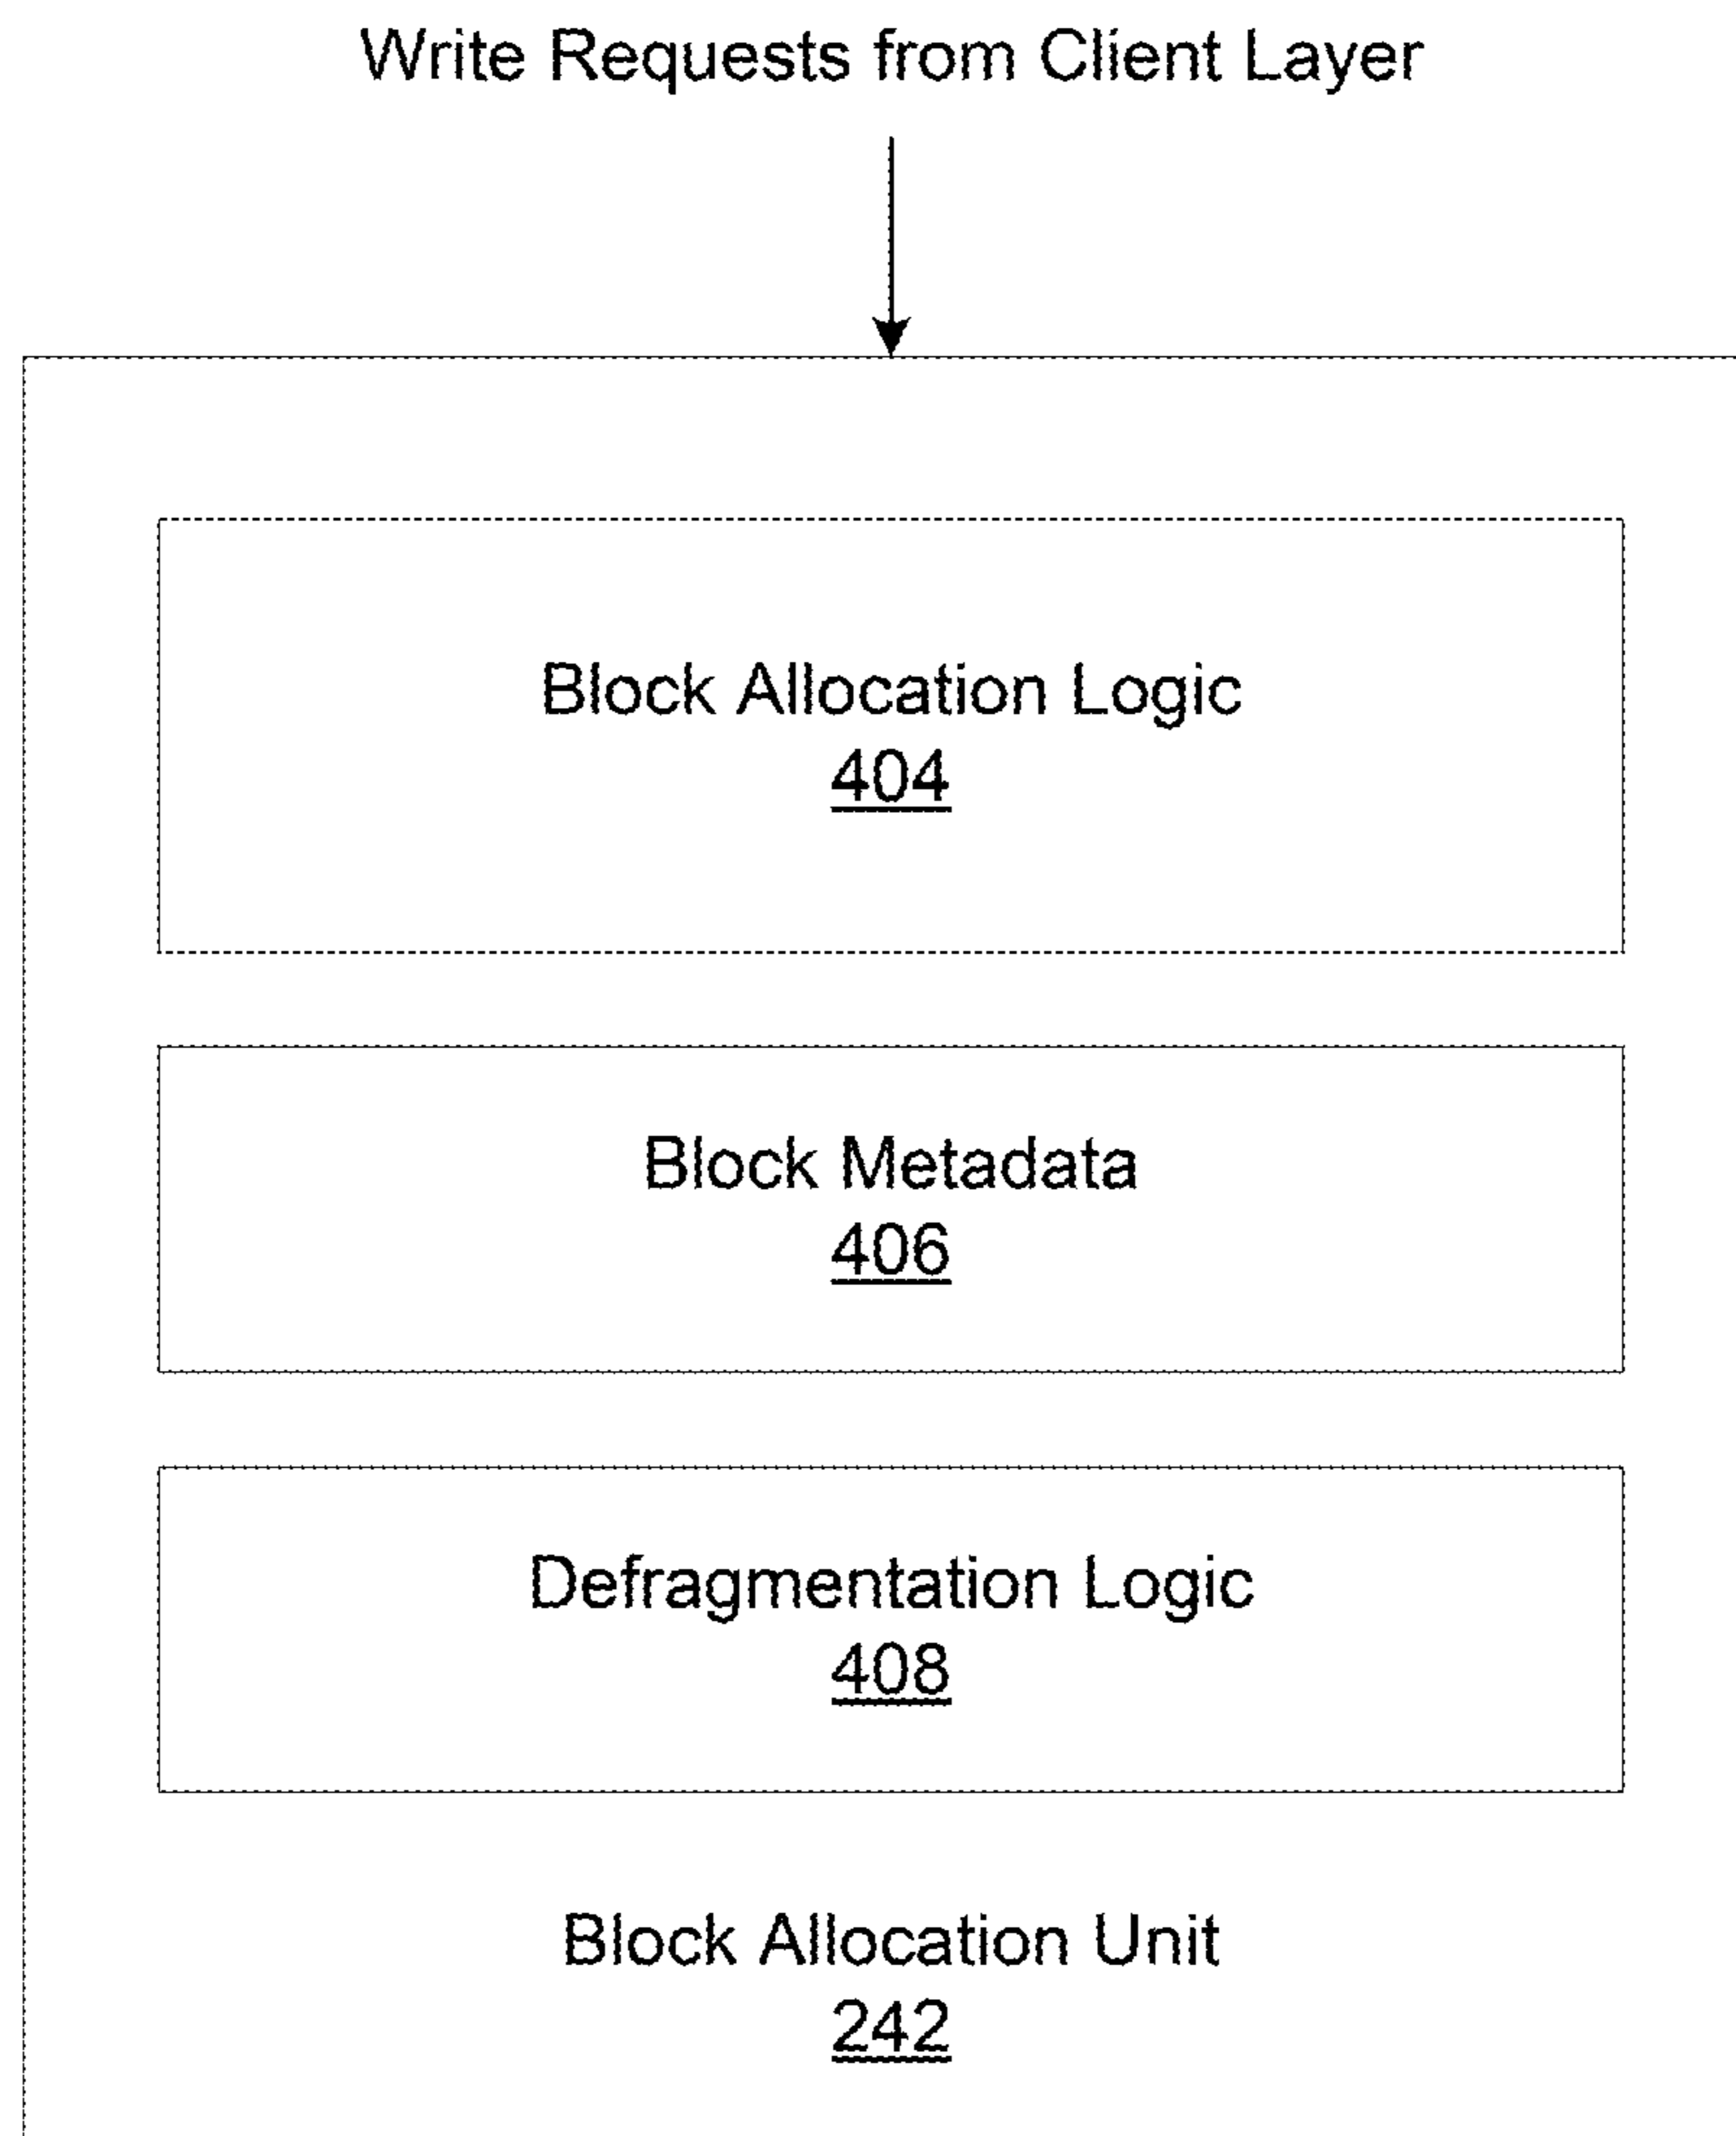 Write Requests from Client Layer
Block Allocation Logic
404
Block Metadata
406
Defragmentation Logic
408
Block Allocation Unit
242